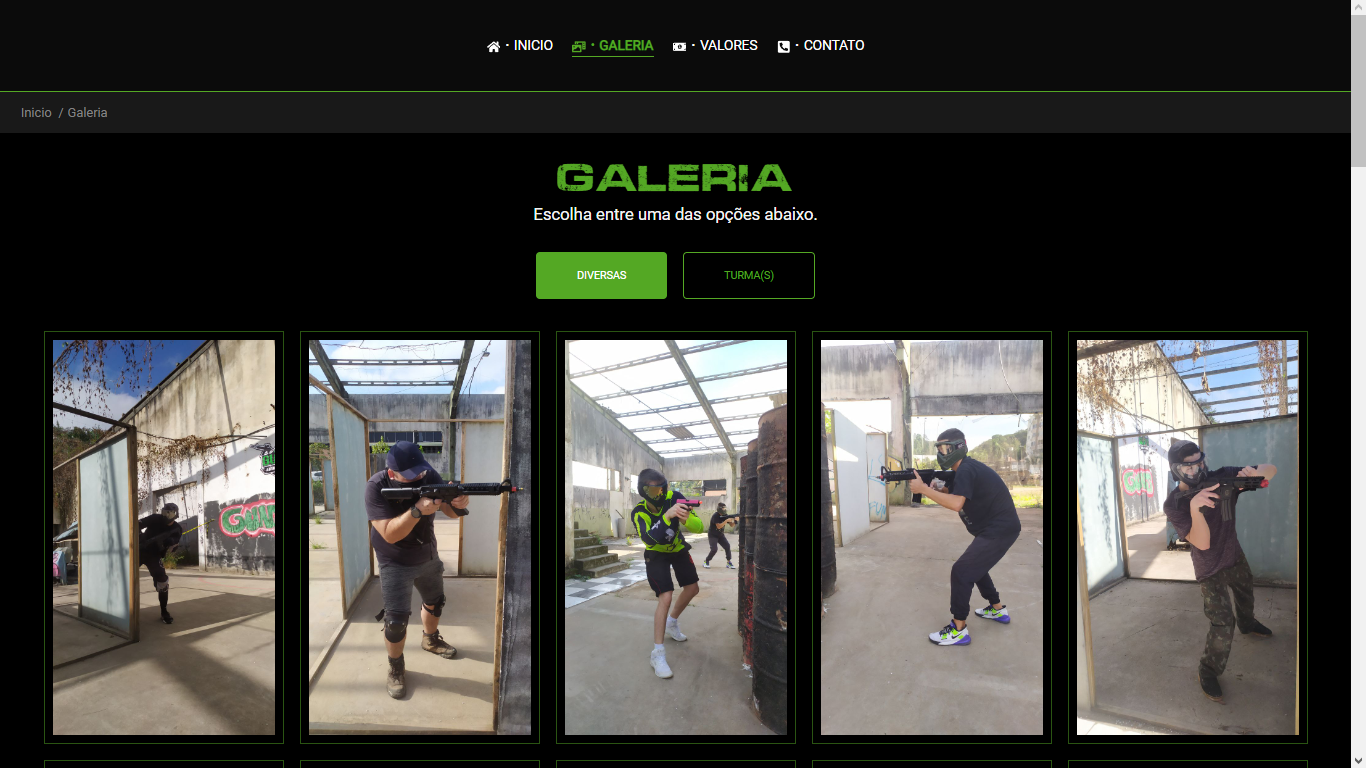 · INICIO · GALERIA · VALORES · CONTATO
Inicio / Galeria
GALERIA
Escolha entre uma das opções abaixo.
DIVERSAS TURMA(S)